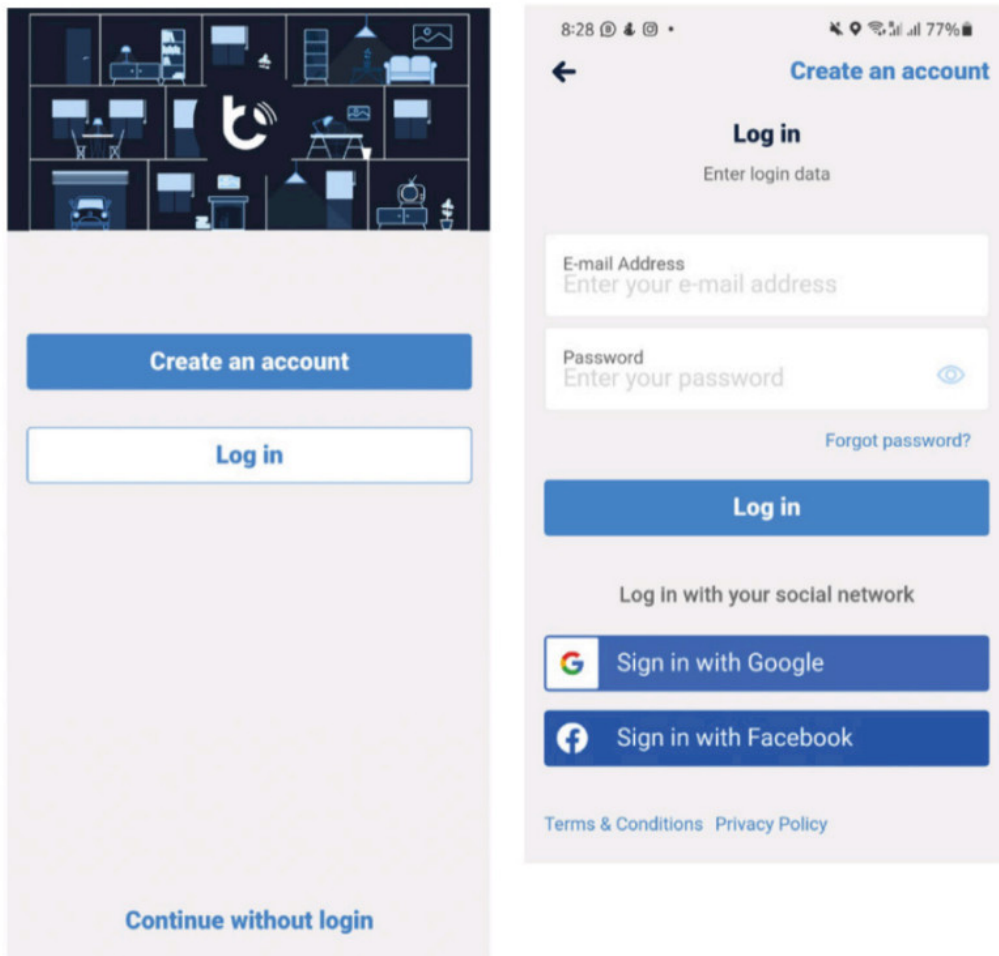 Create an account
Log in
Continue without login
8:28
77%
Create an account
Log in
Enter login data
E-mail Address
Enter your e-mail address
Password
Enter your password
Forgot password?
Log in
Log in with your social network
Sign in with Google
Sign in with Facebook
Terms & Conditions Privacy Policy